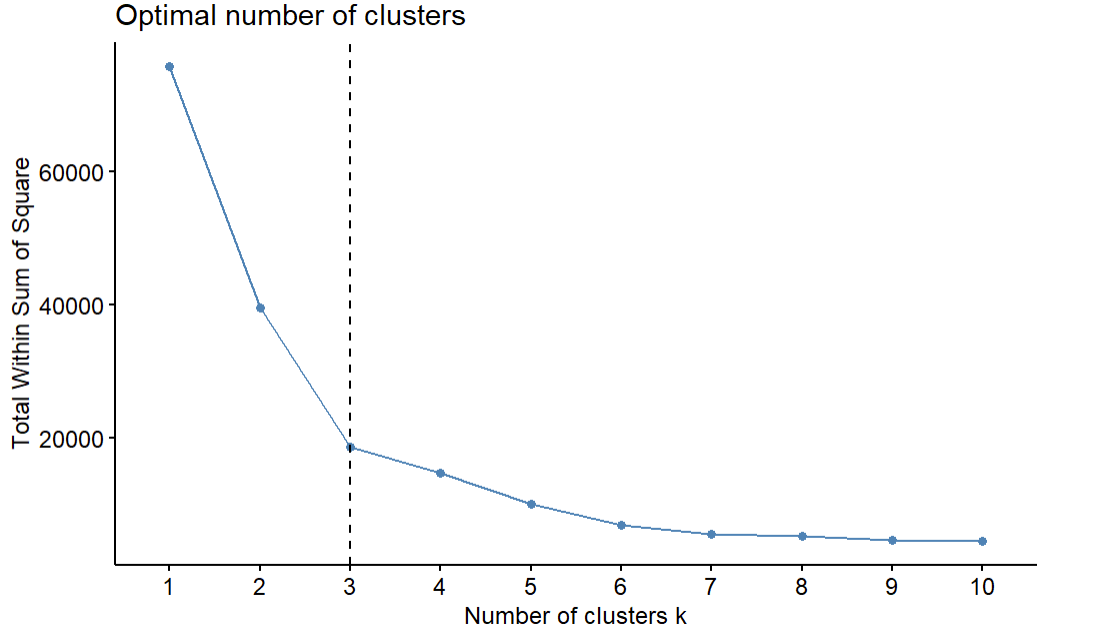 Optimal number of clusters
Total Within Sum of Square
60000
40000
20000
1 2 3 4 5 6 7 8 9 10
Number of clusters k